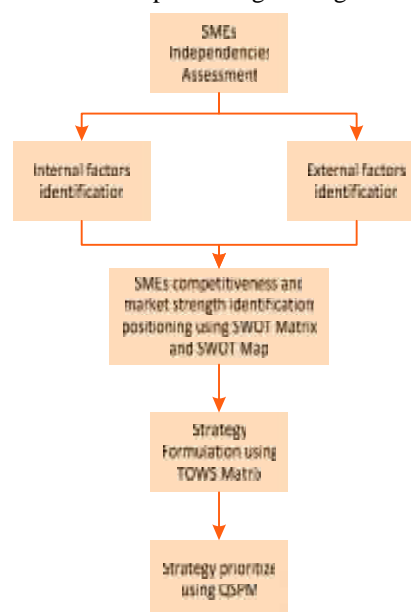 SMEs
Independencies
Assessment
Internal factors
identification
External factors
identification
SMEs competiveness and
market strength identification
positioning using SWOT Matrix
and SWOT Map
Strategy
Formulation using
TOWS Matrix
Strategy prioritize
using QSPM